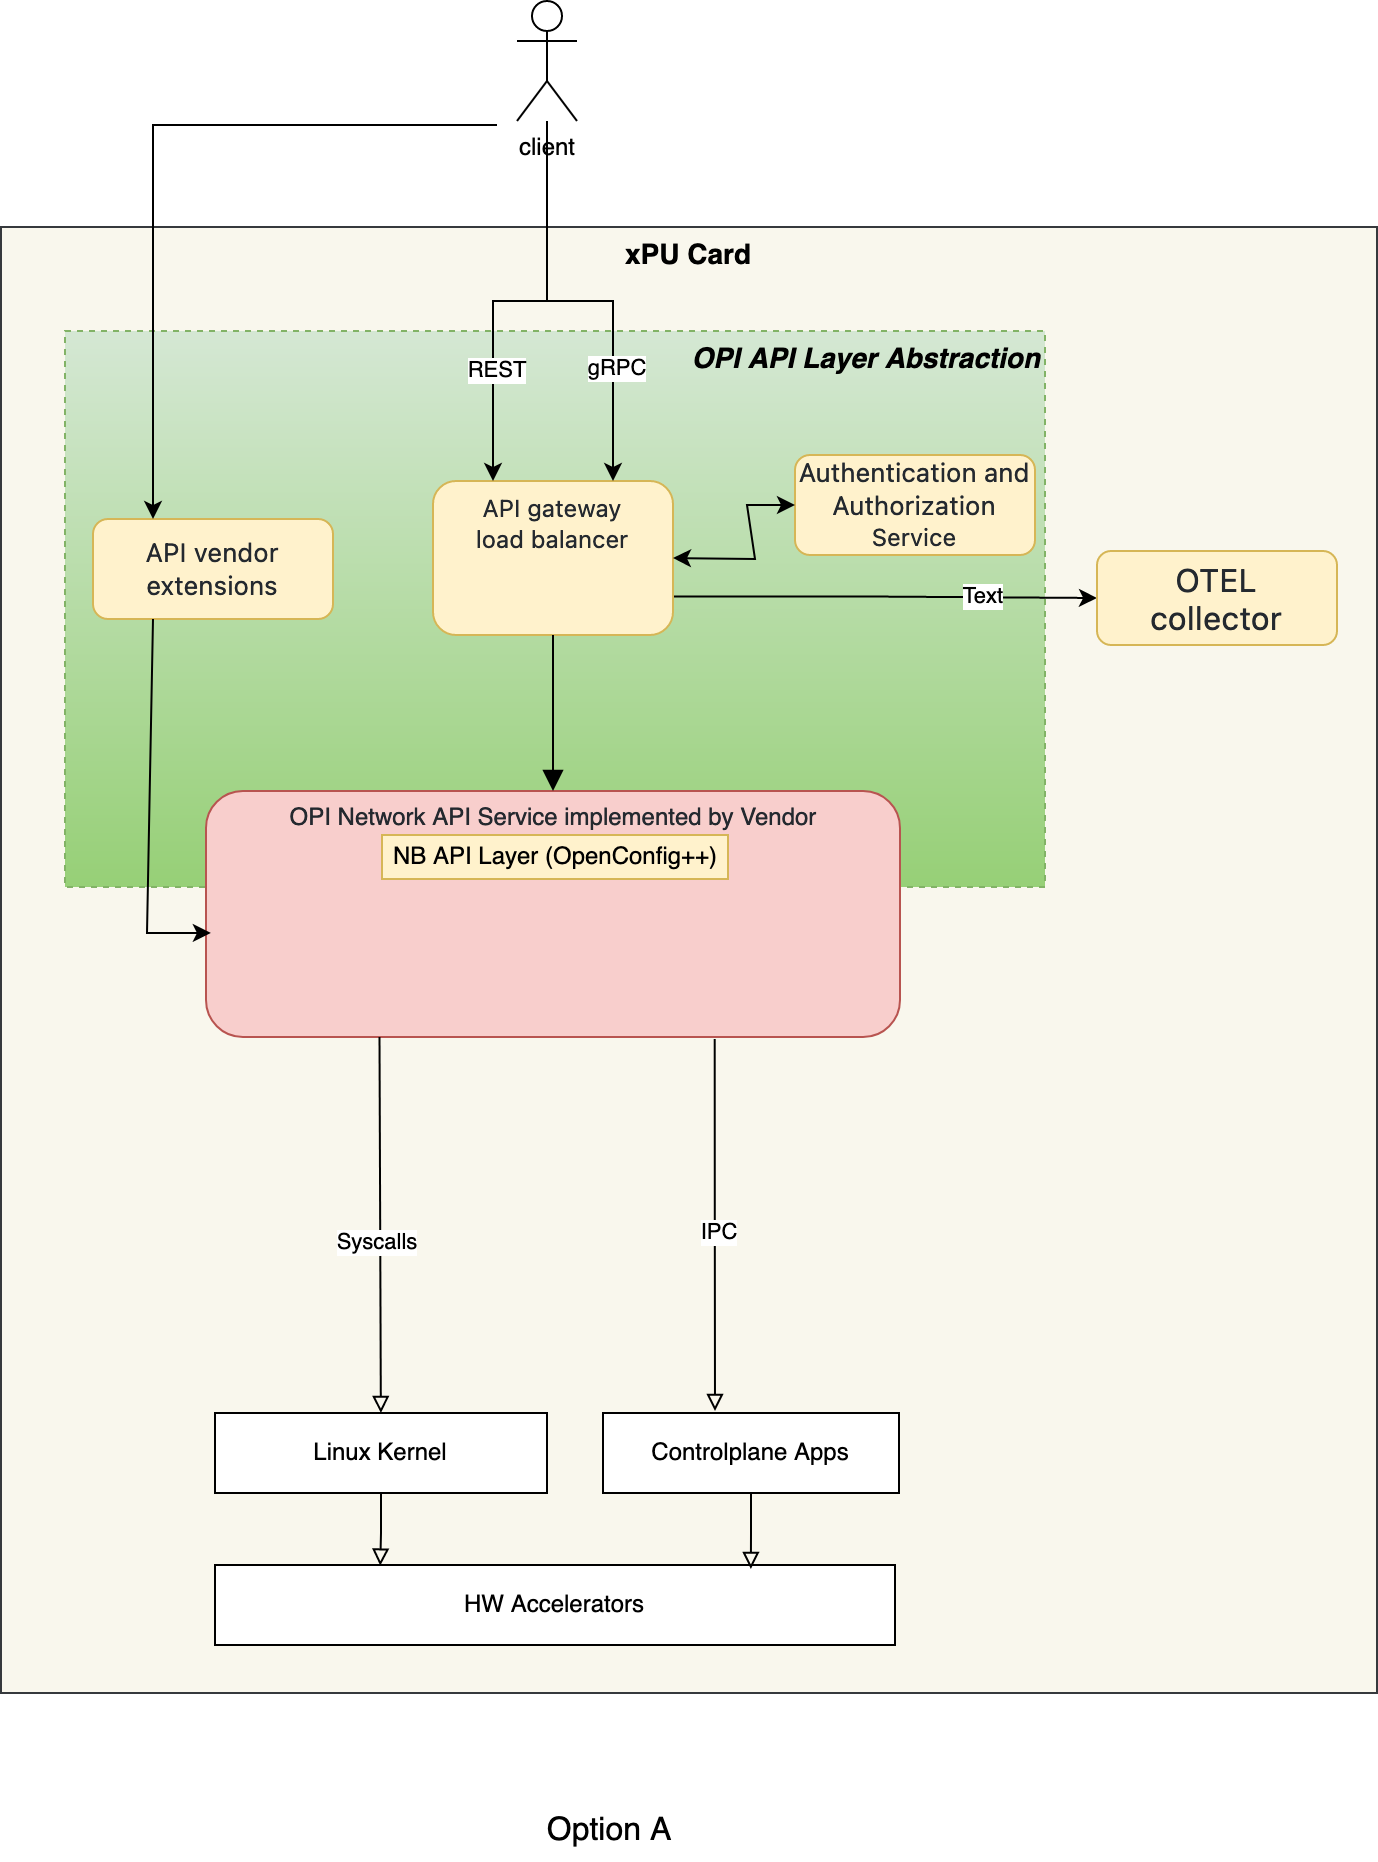 client
xPU Card
OPI API Layer Abstraction
REST
gRPC
Authentication and
Authorization
Service
API gateway
load balancer
API vendor
extensions
Text
OTEL
collector
OPI Network API Service implemented by Vendor
NB API Layer (OpenConfig++)
Syscalls
IPC
Linux Kernel
Controlplane Apps
HW Accelerators
Option A